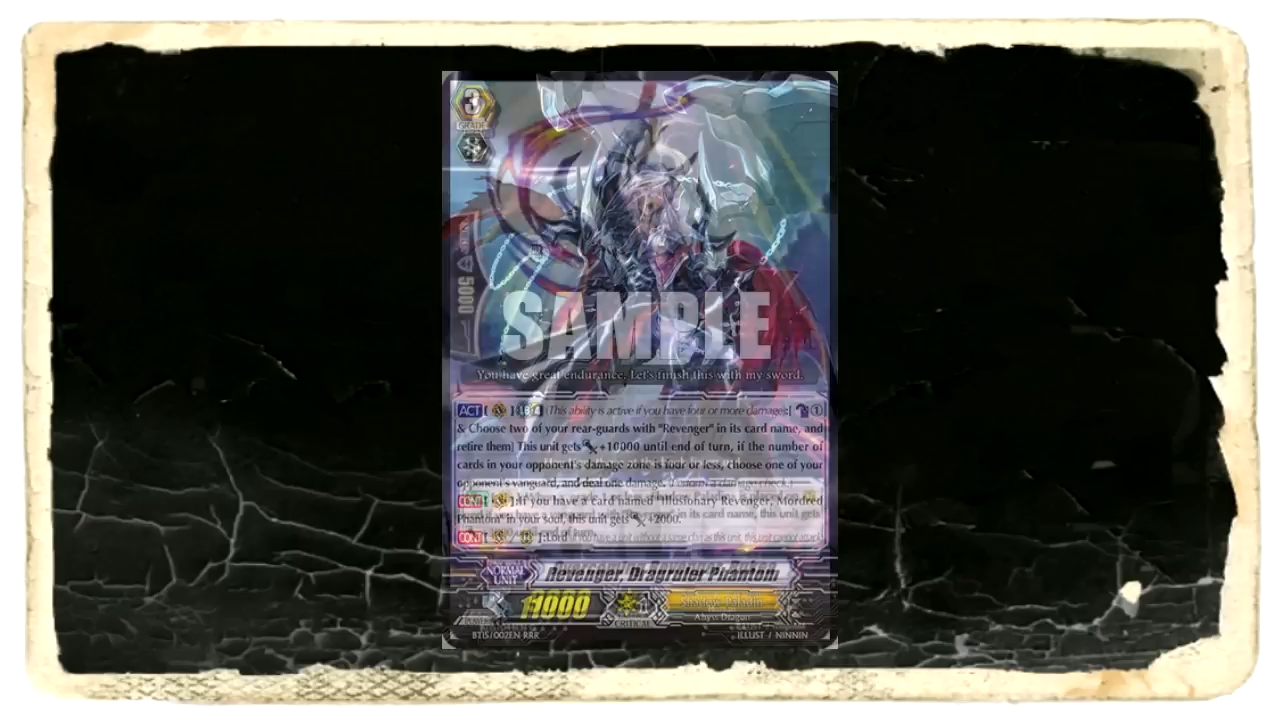 3
GRADE
5000
SAMPLE
You have great endurance. Let's finish this with my sword.
ACT [ ]:LB4 (This ability is active if you have four or more damage):[ ①
& Choose two of your rear-guards with "Revenger" in its card name, and
retire them] This unit gets +10000 until end of turn, if the number of
cards in your opponent's damage zone is four or less, choose one of your
opponent's vanguard, and deal one damage.
CONT [ ]:If you have a card named "Illusionary Revenger, Mordred
Phantom" in your soul, this unit gets +2000.
CONT [ ]:Lord
NORMAL
UNIT
Revenger, Dragruler Phantom
11000
CRITICAL
Shadow Paladin
Abyss Dragon
BT15/002EN RRR
ILLUST / NINNIN